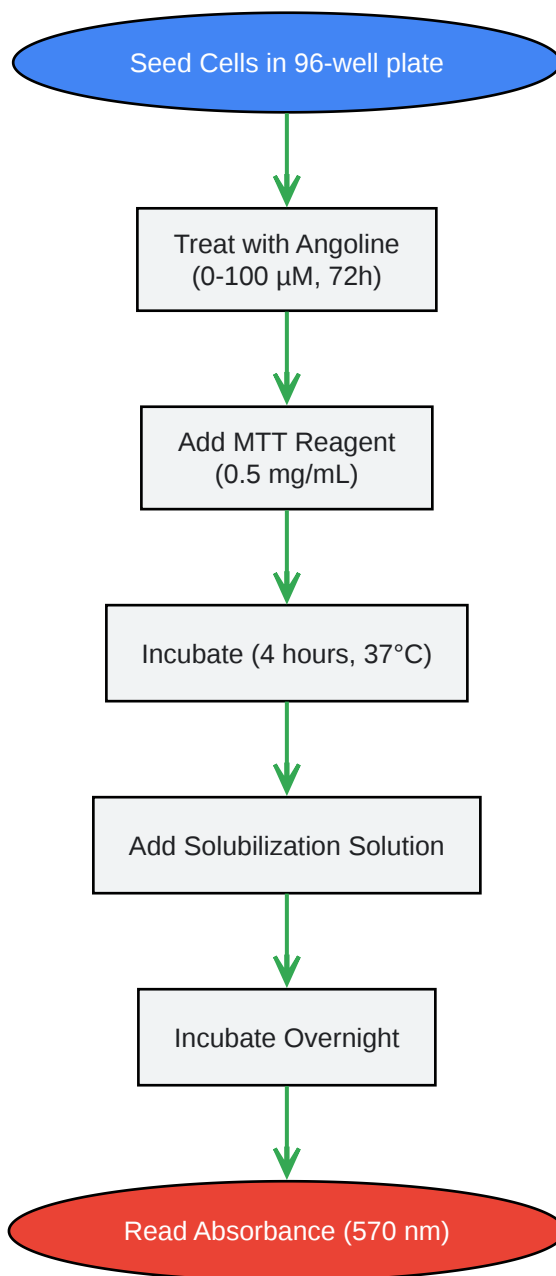 Seed Cells in 96-well plate
Treat with Angoline
(0-100 µM, 72h)
Add MTT Reagent
(0.5 mg/mL)
Incubate (4 hours, 37°C)
Add Solubilization Solution
Incubate Overnight
Read Absorbance (570 nm)